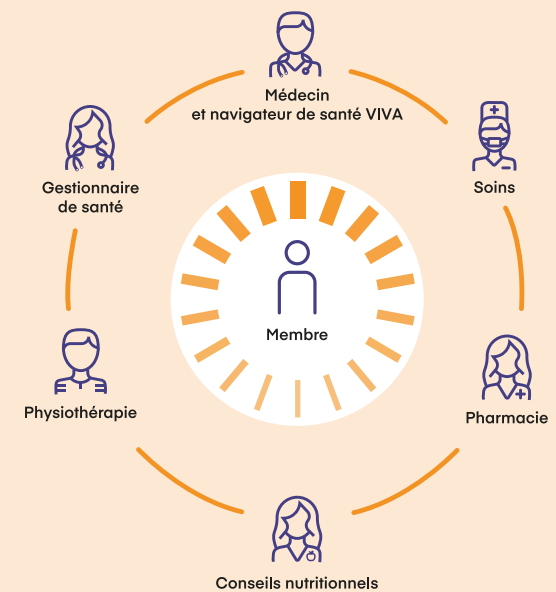 Médecin
et navigateur de santé VIVA
Gestionnaire
de santé
Soins
Membre
Physiothérapie
Pharmacie
Conseils nutritionnels